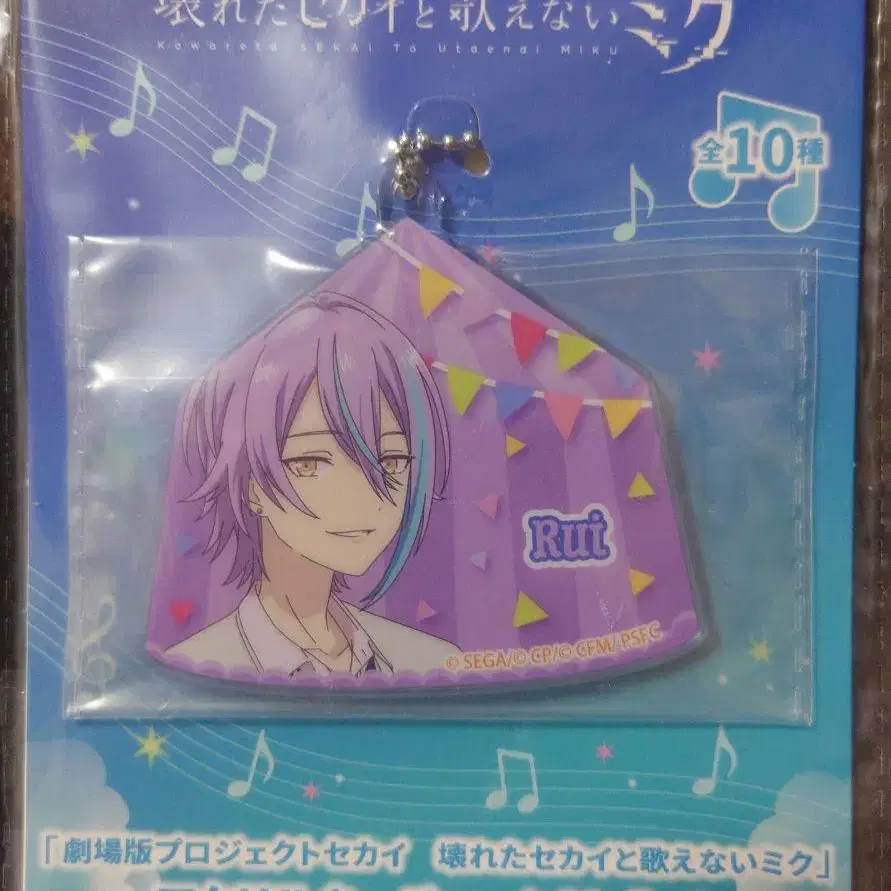 壊れたセカイと歌えないミク
Kowareta SEKAI To Utaenai MIKU
全10種
Rui
© SEGA/© CP/© CFM/ PSFC
「劇場版プロジェクトセカイ 壊れたセカイと歌えないミク」